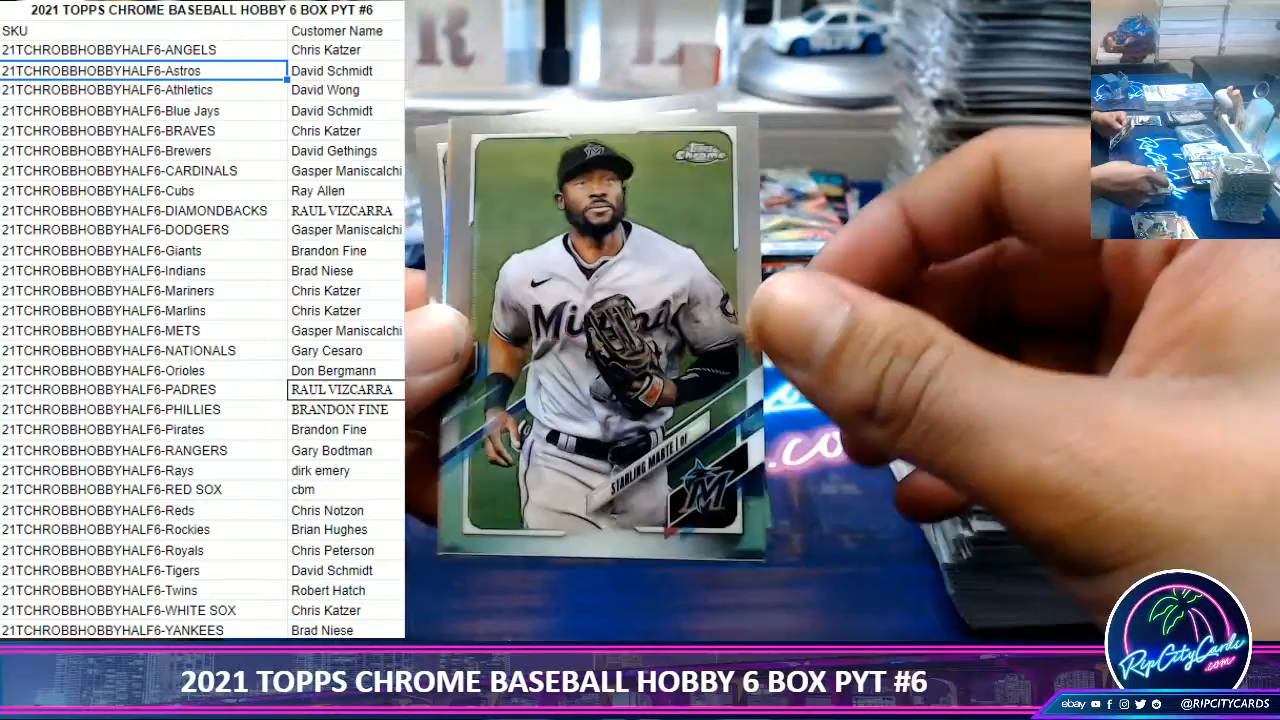 2021 TOPPS CHROME BASEBALL HOBBY 6 BOX PYT #6
SKU Customer Name
21TCHROBBHOBBYHALF6-ANGELS Chris Katzer
21TCHROBBHOBBYHALF6-Astros David Schmidt
21TCHROBBHOBBYHALF6-Athletics David Wong
21TCHROBBHOBBYHALF6-Blue Jays David Schmidt
21TCHROBBHOBBYHALF6-BRAVES Chris Katzer
21TCHROBBHOBBYHALF6-Brewers David Gethings
21TCHROBBHOBBYHALF6-CARDINALS Gasper Maniscalchi
21TCHROBBHOBBYHALF6-Cubs Ray Allen
21TCHROBBHOBBYHALF6-DIAMONDBACKS RAUL VIZCARRA
21TCHROBBHOBBYHALF6-DODGERS Gasper Maniscalchi
21TCHROBBHOBBYHALF6-Giants Brandon Fine
21TCHROBBHOBBYHALF6-Indians Brad Niese
21TCHROBBHOBBYHALF6-Mariners Chris Katzer
21TCHROBBHOBBYHALF6-Marlins Chris Katzer
21TCHROBBHOBBYHALF6-METS Gasper Maniscalchi
21TCHROBBHOBBYHALF6-NATIONALS Gary Cesaro
21TCHROBBHOBBYHALF6-Orioles Don Bergmann
21TCHROBBHOBBYHALF6-PADRES RAUL VIZCARRA
21TCHROBBHOBBYHALF6-PHILLIES BRANDON FINE
21TCHROBBHOBBYHALF6-Pirates Brandon Fine
21TCHROBBHOBBYHALF6-RANGERS Gary Bodtman
21TCHROBBHOBBYHALF6-Rays dirk emery
21TCHROBBHOBBYHALF6-RED SOX cbm
21TCHROBBHOBBYHALF6-Reds Chris Notzon
21TCHROBBHOBBYHALF6-Rockies Brian Hughes
21TCHROBBHOBBYHALF6-Royals Chris Peterson
21TCHROBBHOBBYHALF6-Tigers David Schmidt
21TCHROBBHOBBYHALF6-Twins Robert Hatch
21TCHROBBHOBBYHALF6-WHITE SOX Chris Katzer
21TCHROBBHOBBYHALF6-YANKEES Brad Niese
Topps
Chrome
STARLING MARTE | OF
M
.co
2021 TOPPS CHROME BASEBALL HOBBY 6 BOX PYT #6
RipCityCards
.com
ebay @RIPCITYCARDS